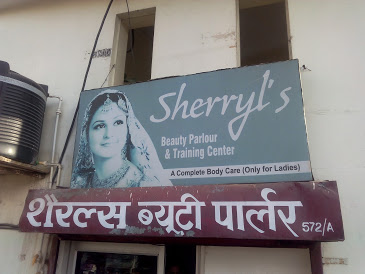 Sherryl's
Beauty Parlour
& Training Center
A Complete Body Care (Only for Ladies)
शैरल्स ब्यूटी पार्लर 572/A